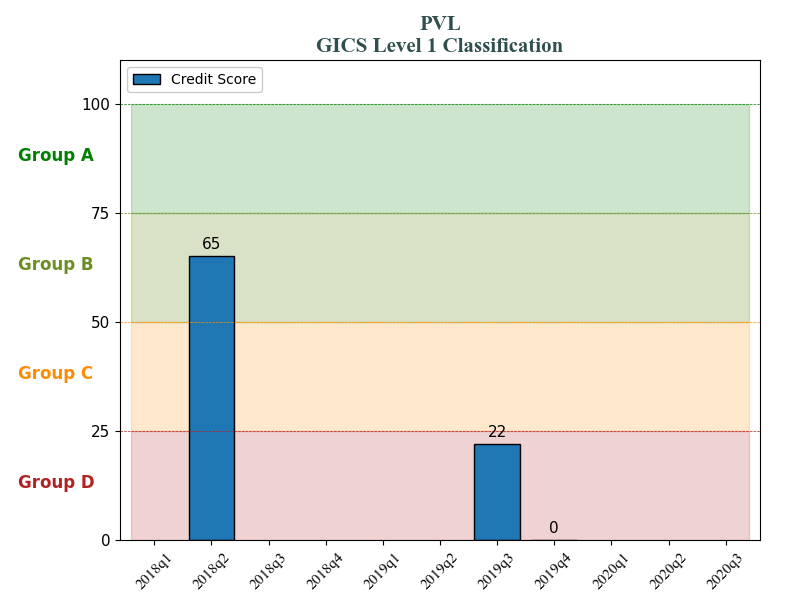 PVL
GICS Level 1 Classification
Credit Score
100
Group A
75
65
Group B
50
Group C
25
22
Group D
0
0
2018q1 2018q2 2018q3 2018q4 2019q1 2019q2 2019q3 2019q4 2020q1 2020q2 2020q3